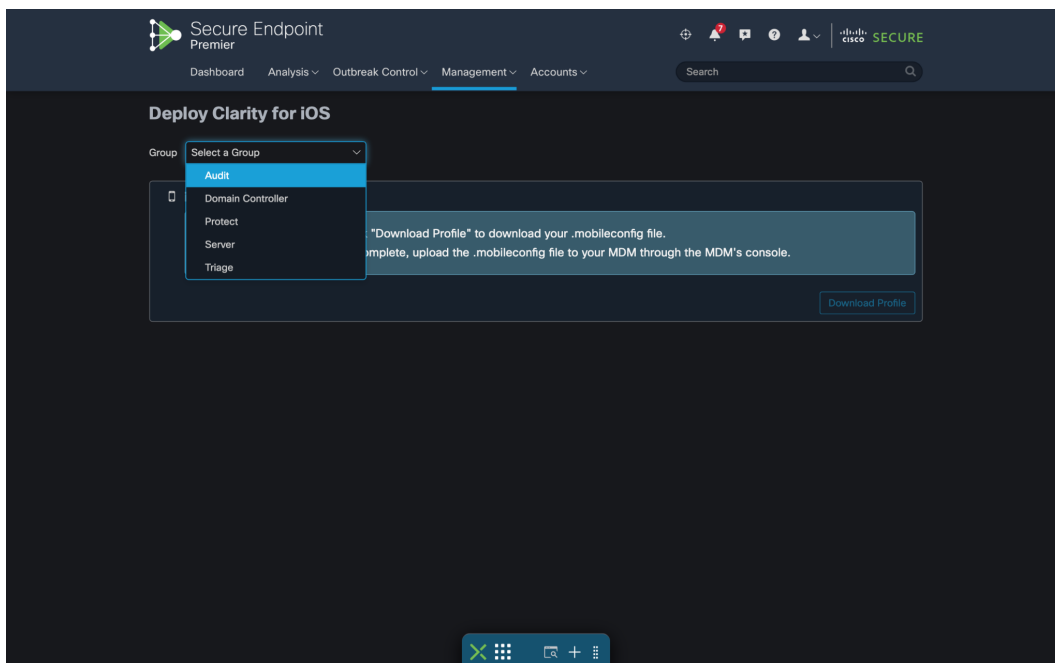 Secure Endpoint
Premier
7
cisco SECURE
Dashboard Analysis Outbreak Control Management Accounts
Search
Deploy Clarity for iOS
Group Select a Group
Audit
Domain Controller
Protect
Server
Triage
"Download Profile" to download your .mobileconfig file.
upload the .mobileconfig file to your MDM through the MDM's console.
Download Profile